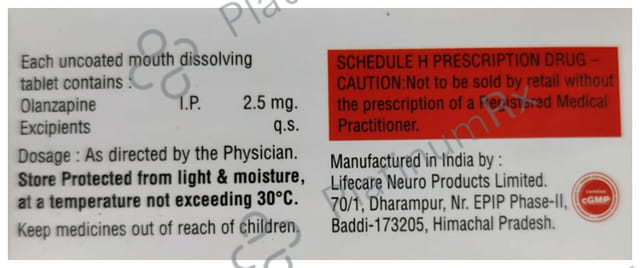 Each uncoated mouth dissolving
tablet contains :
Olanzapine I.P. 2.5 mg.
Excipients q.s.
Dosage : As directed by the Physician.
Store Protected from light & moisture,
at a temperature not exceeding 30°C.
Keep medicines out of reach of children.
SCHEDULE H PRESCRIPTION DRUG –
CAUTION:Not to be sold by retail without
the prescription of a Registered Medical
Practitioner.
Manufactured in India by :
Lifecare Neuro Products Limited.
70/1, Dharampur, Nr. EPIP Phase-II,
Baddi-173205, Himachal Pradesh.
Certified
cGMP
PlatinumRx